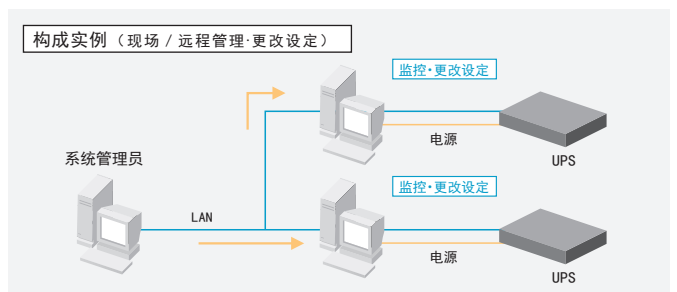 构成实例（现场 / 远程管理·更改设定）
监控·更改设定
电源
UPS
系统管理员
LAN
监控·更改设定
电源
UPS